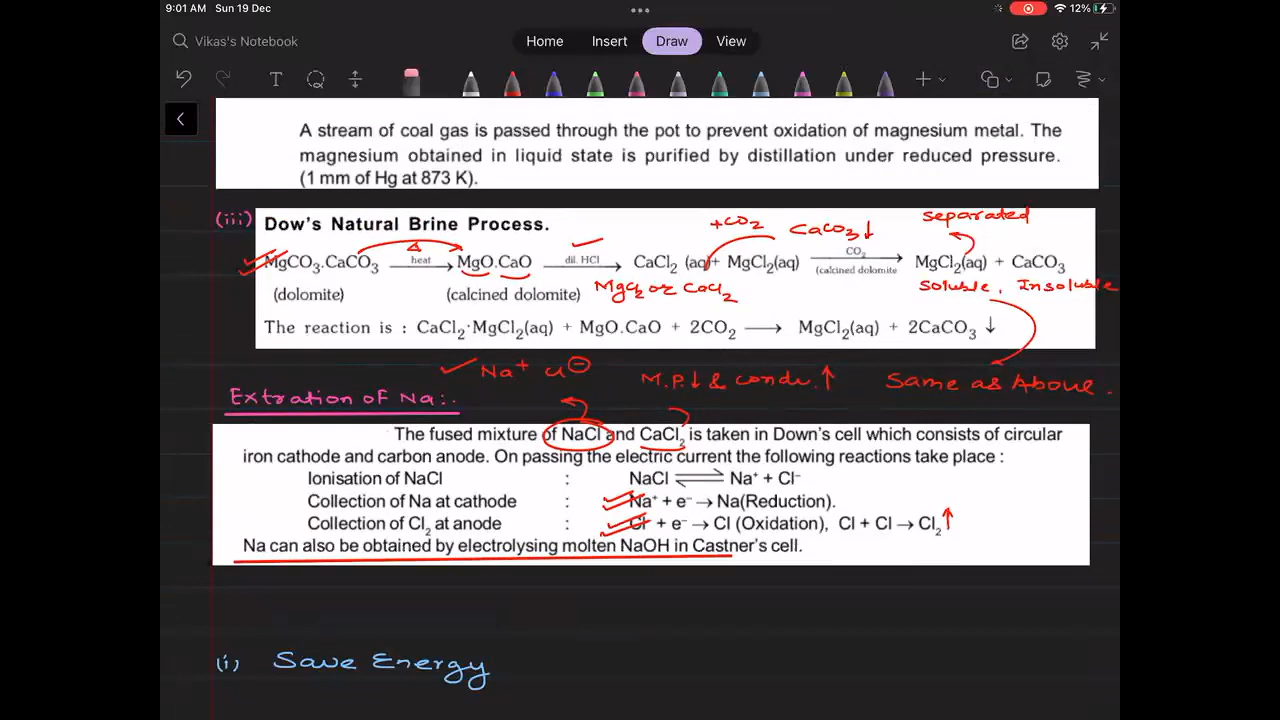 9:01 AM Sun 19 Dec
12%
Vikas's Notebook
Home Insert Draw View
A stream of coal gas is passed through the pot to prevent oxidation of magnesium metal. The
magnesium obtained in liquid state is purified by distillation under reduced pressure.
(1 mm of Hg at 873 K).
(iii) Dow's Natural Brine Process.
separated
+CO₂ CaCO₃↓
MgCO₃.CaCO₃ —heat→ MgO.CaO —dil. HCl→ CaCl₂ (aq)+ MgCl₂(aq) —CO₂ (calcined dolomite→ MgCl₂(aq) + CaCO₃
Δ
(dolomite) (calcined dolomite) MgCl₂ or CaCl₂ Soluble, Insoluble
The reaction is : CaCl₂·MgCl₂(aq) + MgO.CaO + 2CO₂ ⟶ MgCl₂(aq) + 2CaCO₃ ↓
Na⁺ Cl⊖ M.P.↓ & condu.↑ Same as Above.
Extration of Na:.
The fused mixture of NaCl and CaCl₂ is taken in Down's cell which consists of circular
iron cathode and carbon anode. On passing the electric current the following reactions take place :
Ionisation of NaCl : NaCl ⇌ Na⁺ + Cl⁻
Collection of Na at cathode : Na⁺ + e⁻ → Na(Reduction).
Collection of Cl₂ at anode : Cl⁻ + e⁻ → Cl (Oxidation), Cl + Cl → Cl₂ ↑
Na can also be obtained by electrolysing molten NaOH in Castner's cell.
(i) Save Energy